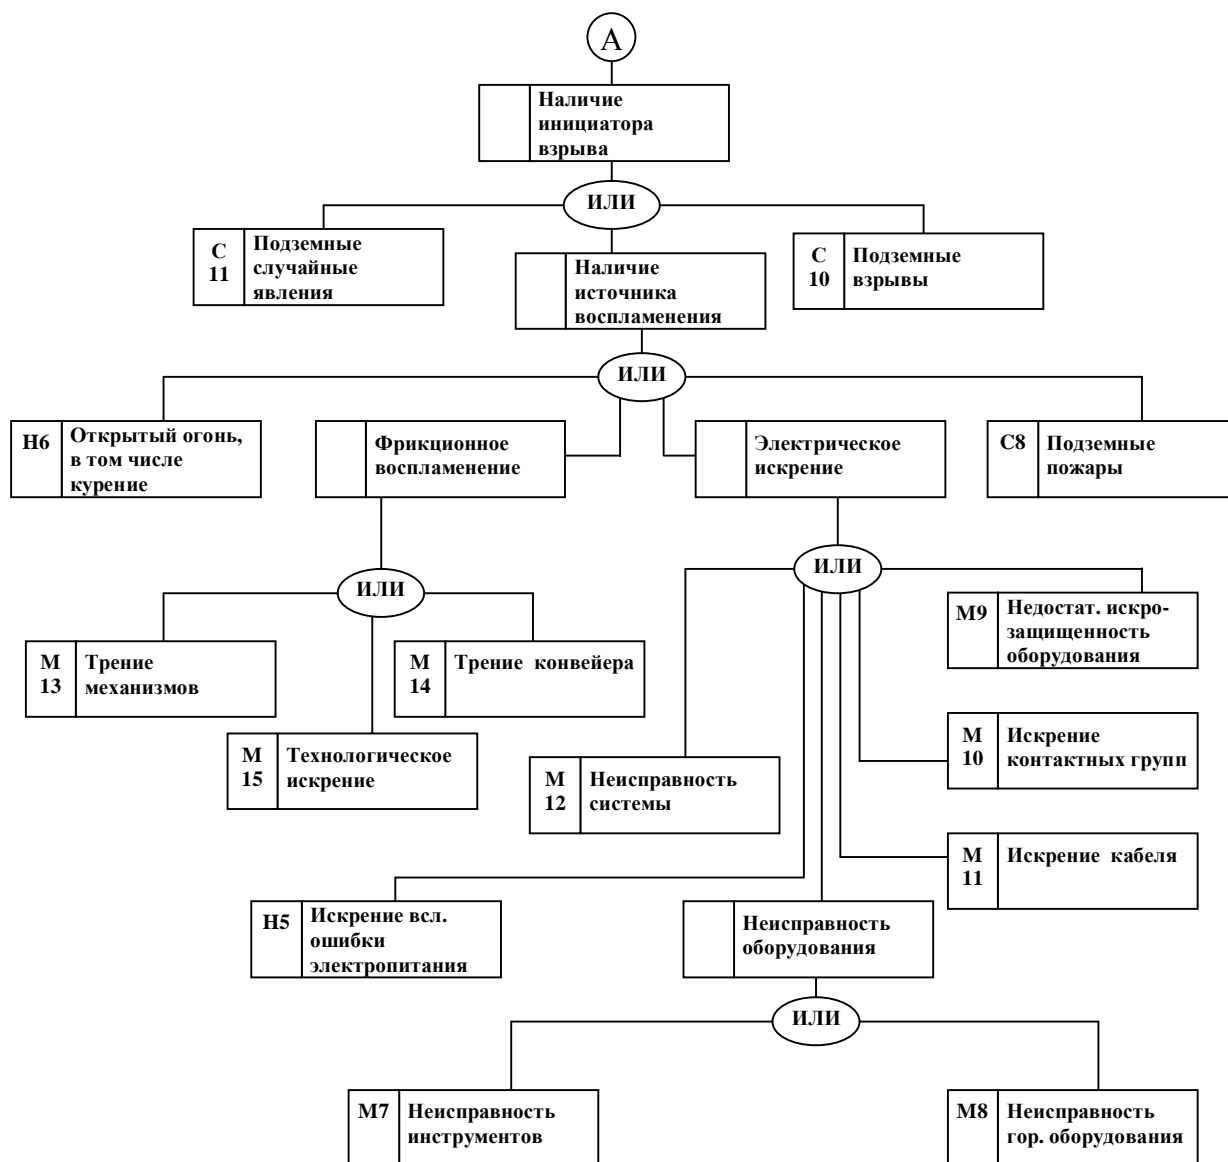 А
Наличие
инициатора
взрыва
ИЛИ
С
11
Подземные
случайные
явления
Наличие
источника
воспламенения
С
10
Подземные
взрывы
ИЛИ
Н6
Открытый огонь,
в том числе
курение
Фрикционное
воспламенение
Электрическое
искрение
С8
Подземные
пожары
ИЛИ
ИЛИ
М9
Недостат. искро-
защищенность
оборудования
М
13
Трение
механизмов
М
14
Трение конвейера
М
15
Технологическое
искрение
М
12
Неисправность
системы
М
10
Искрение
контактных групп
М
11
Искрение кабеля
Н5
Искрение всл.
ошибки
электропитания
Неисправность
оборудования
ИЛИ
М7
Неисправность
инструментов
М8
Неисправность
гор. оборудования